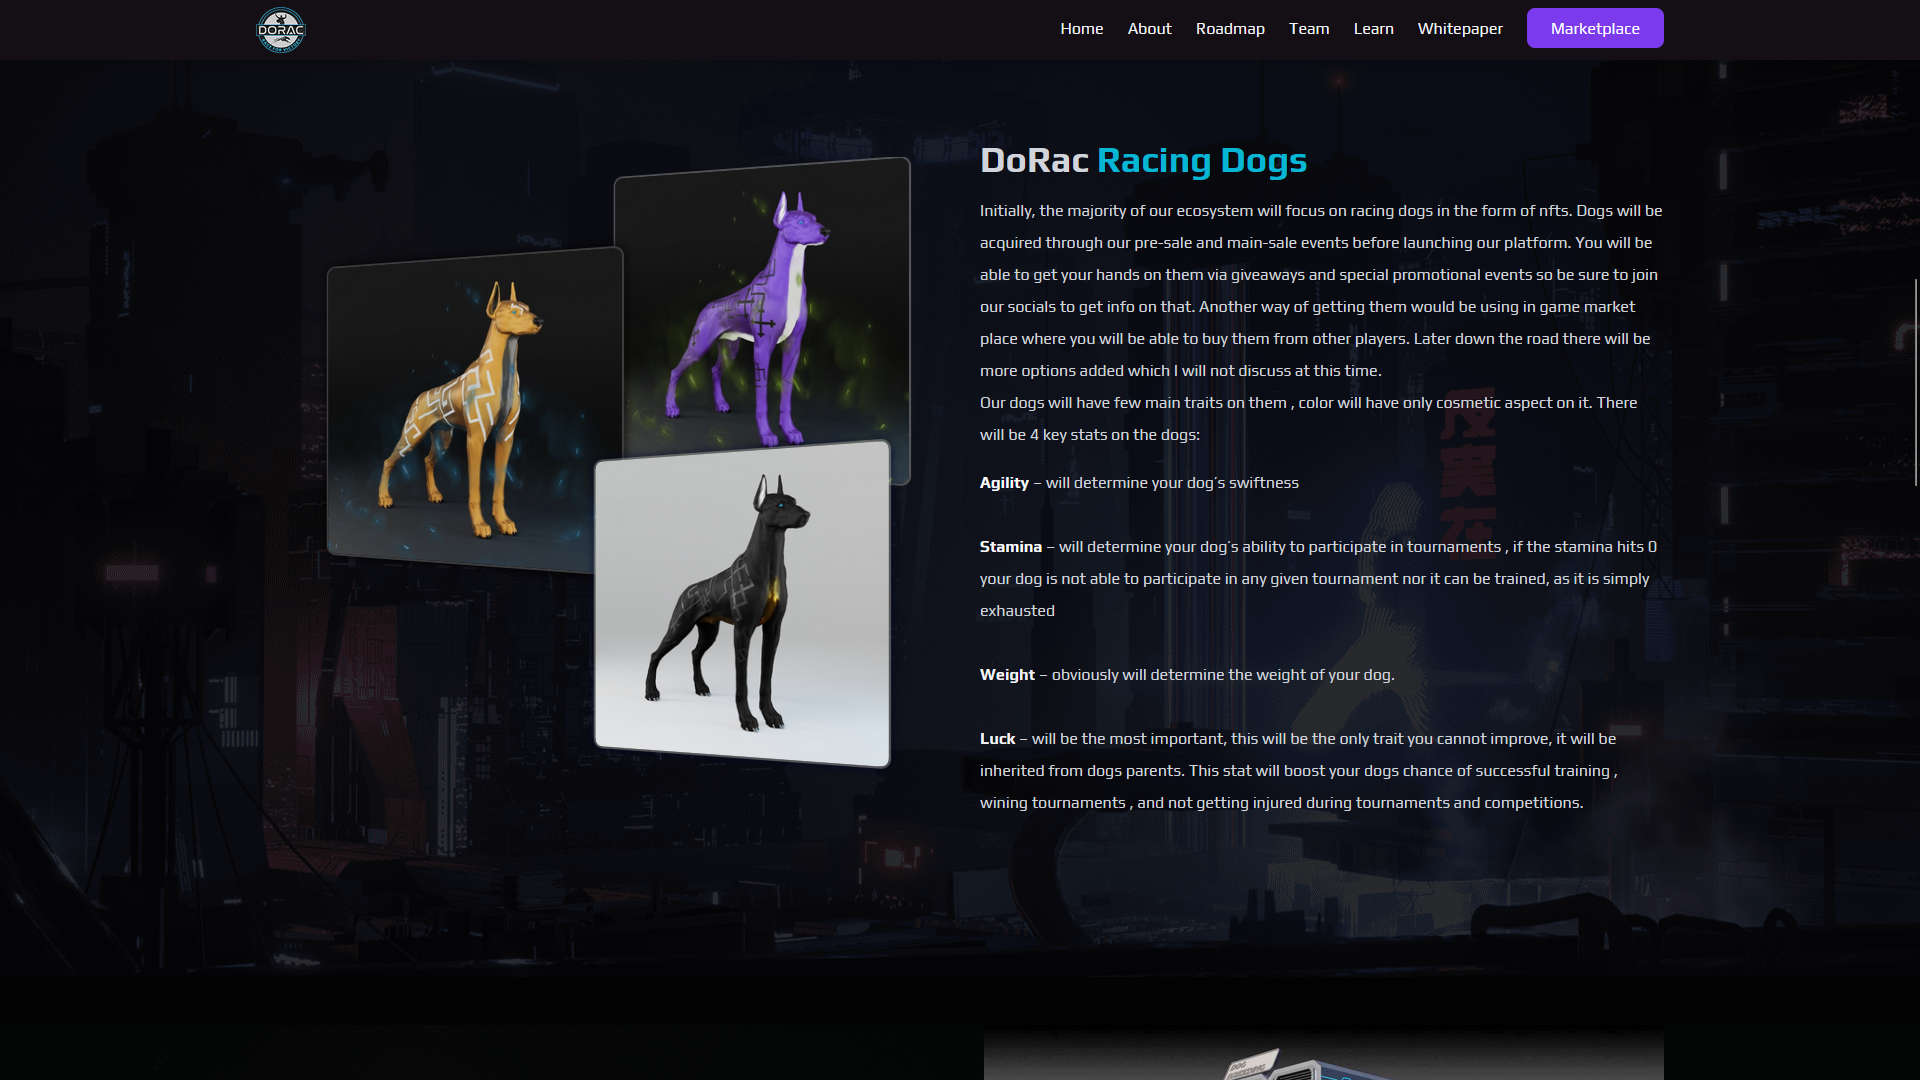 DORAC
Home
About
Roadmap
Team
Learn
Whitepaper
Marketplace
DoRac Racing Dogs
Initially, the majority of our ecosystem will focus on racing dogs in the form of nfts. Dogs will be
acquired through our pre-sale and main-sale events before launching our platform. You will be
able to get your hands on them via giveaways and special promotional events so be sure to join
our socials to get info on that. Another way of getting them would be using in game market
place where you will be able to buy them from other players. Later down the road there will be
more options added which I will not discuss at this time.
Our dogs will have few main traits on them , color will have only cosmetic aspect on it. There
will be 4 key stats on the dogs:
Agility – will determine your dog’s swiftness
Stamina – will determine your dog’s ability to participate in tournaments , if the stamina hits 0
your dog is not able to participate in any given tournament nor it can be trained, as it is simply
exhausted
Weight – obviously will determine the weight of your dog.
Luck – will be the most important, this will be the only trait you cannot improve, it will be
inherited from dogs parents. This stat will boost your dogs chance of successful training ,
wining tournaments , and not getting injured during tournaments and competitions.